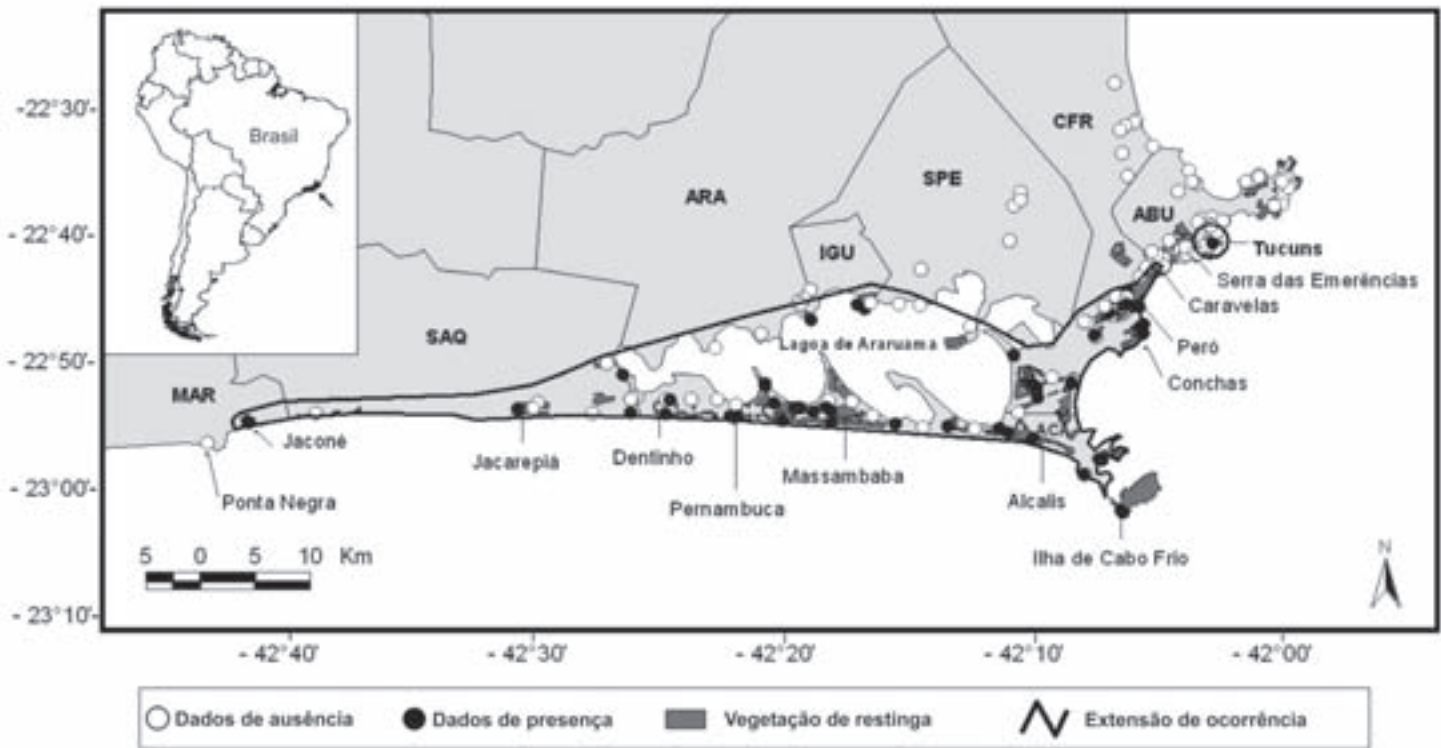 Brasil
-22°30'-
- 22°40'-
- 22°50'-
- 23°00'-
- 23°10'-
CFR
SPE
ARA
ABU
IGU
Tucuns
Serra das Emerências
Caravelas
SAQ
Lagoa de Araruama
Peró
Conchas
MAR
Jaconé
Jacarepiá
Dentinho
Massambaba
AC
Ponta Negra
Pernambuca
Alcalis
Ilha de Cabo Frio
5 0 5 10 Km
N
- 42°40'
- 42°30'
- 42°20'
- 42°10'
- 42°00'
Dados de ausência
Dados de presença
Vegetação de restinga
Extensão de ocorrência